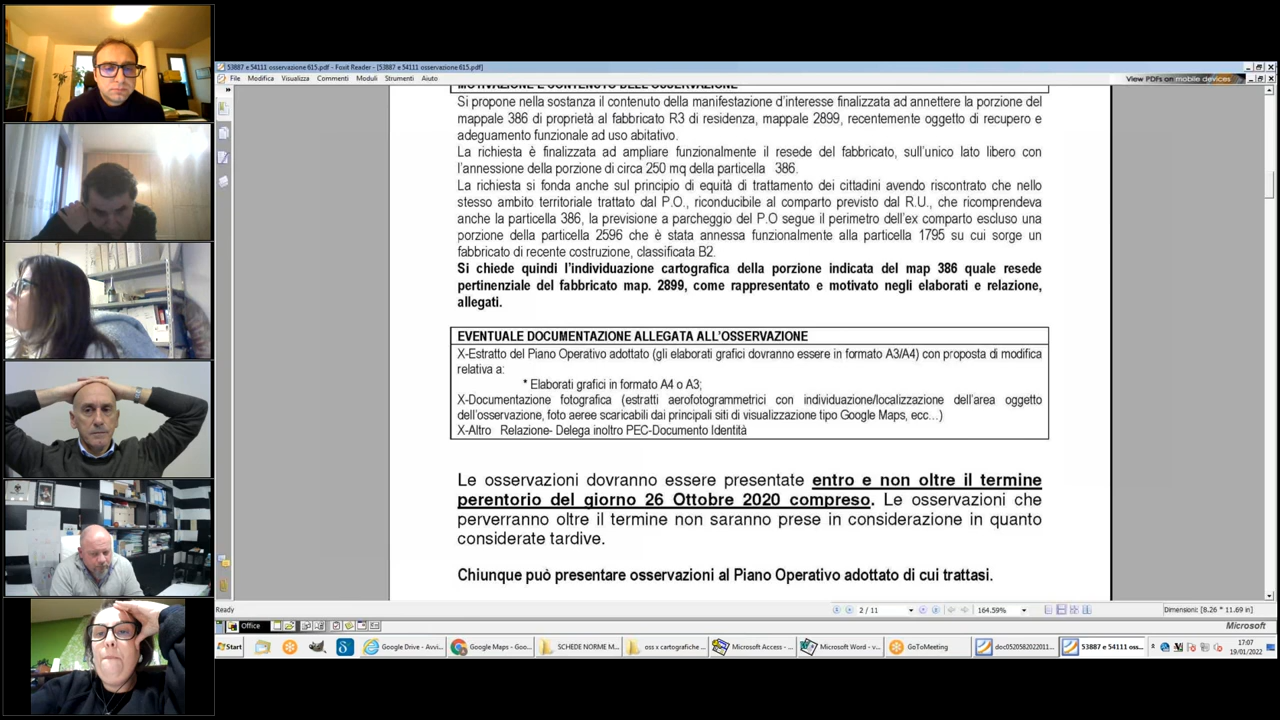 53887 e 54111 osservazione 615.pdf - Foxit Reader - [53887 e 54111 osservazione 615.pdf]
File Modifica Visualizza Commenti Moduli Strumenti Aiuto
View PDFs on mobile devices
MOTIVAZIONE E CONTENUTO DELL'OSSERVAZIONE
Si propone nella sostanza il contenuto della manifestazione d'interesse finalizzata ad annettere la porzione del
mappale 386 di proprietà al fabbricato R3 di residenza, mappale 2899, recentemente oggetto di recupero e
adeguamento funzionale ad uso abitativo.
La richiesta è finalizzata ad ampliare funzionalmente il resede del fabbricato, sull'unico lato libero con
l'annessione della porzione di circa 250 mq della particella 386.
La richiesta si fonda anche sul principio di equità di trattamento dei cittadini avendo riscontrato che nello
stesso ambito territoriale trattato dal P.O., riconducibile al comparto previsto dal R.U., che ricomprendeva
anche la particella 386, la previsione a parcheggio del P.O segue il perimetro dell'ex comparto escluso una
porzione della particella 2596 che è stata annessa funzionalmente alla particella 1795 su cui sorge un
fabbricato di recente costruzione, classificata B2.
Si chiede quindi l'individuazione cartografica della porzione indicata del map 386 quale resede
pertinenziale del fabbricato map. 2899, come rappresentato e motivato negli elaborati e relazione,
allegati.
EVENTUALE DOCUMENTAZIONE ALLEGATA ALL'OSSERVAZIONE
X-Estratto del Piano Operativo adottato (gli elaborati grafici dovranno essere in formato A3/A4) con proposta di modifica
relativa a:
* Elaborati grafici in formato A4 o A3;
X-Documentazione fotografica (estratti aerofotogrammetrici con individuazione/localizzazione dell'area oggetto
dell'osservazione, foto aeree scaricabili dai principali siti di visualizzazione tipo Google Maps, ecc…)
X-Altro Relazione- Delega inoltro PEC-Documento Identità
Le osservazioni dovranno essere presentate entro e non oltre il termine
perentorio del giorno 26 Ottobre 2020 compreso. Le osservazioni che
perverranno oltre il termine non saranno prese in considerazione in quanto
considerate tardive.
Chiunque può presentare osservazioni al Piano Operativo adottato di cui trattasi.
Ready 2 / 11 164.59% Dimensioni: [8.26 * 11.69 in]
Office Microsoft
Start Google Drive - Avvi... Google Maps - Goo... SCHEDE NORME M... oss x cartografiche Microsoft Access - ... Microsoft Word - v... GoToMeeting doc0520582022011... 53887 e 54111 oss... 17:07
19/01/2022